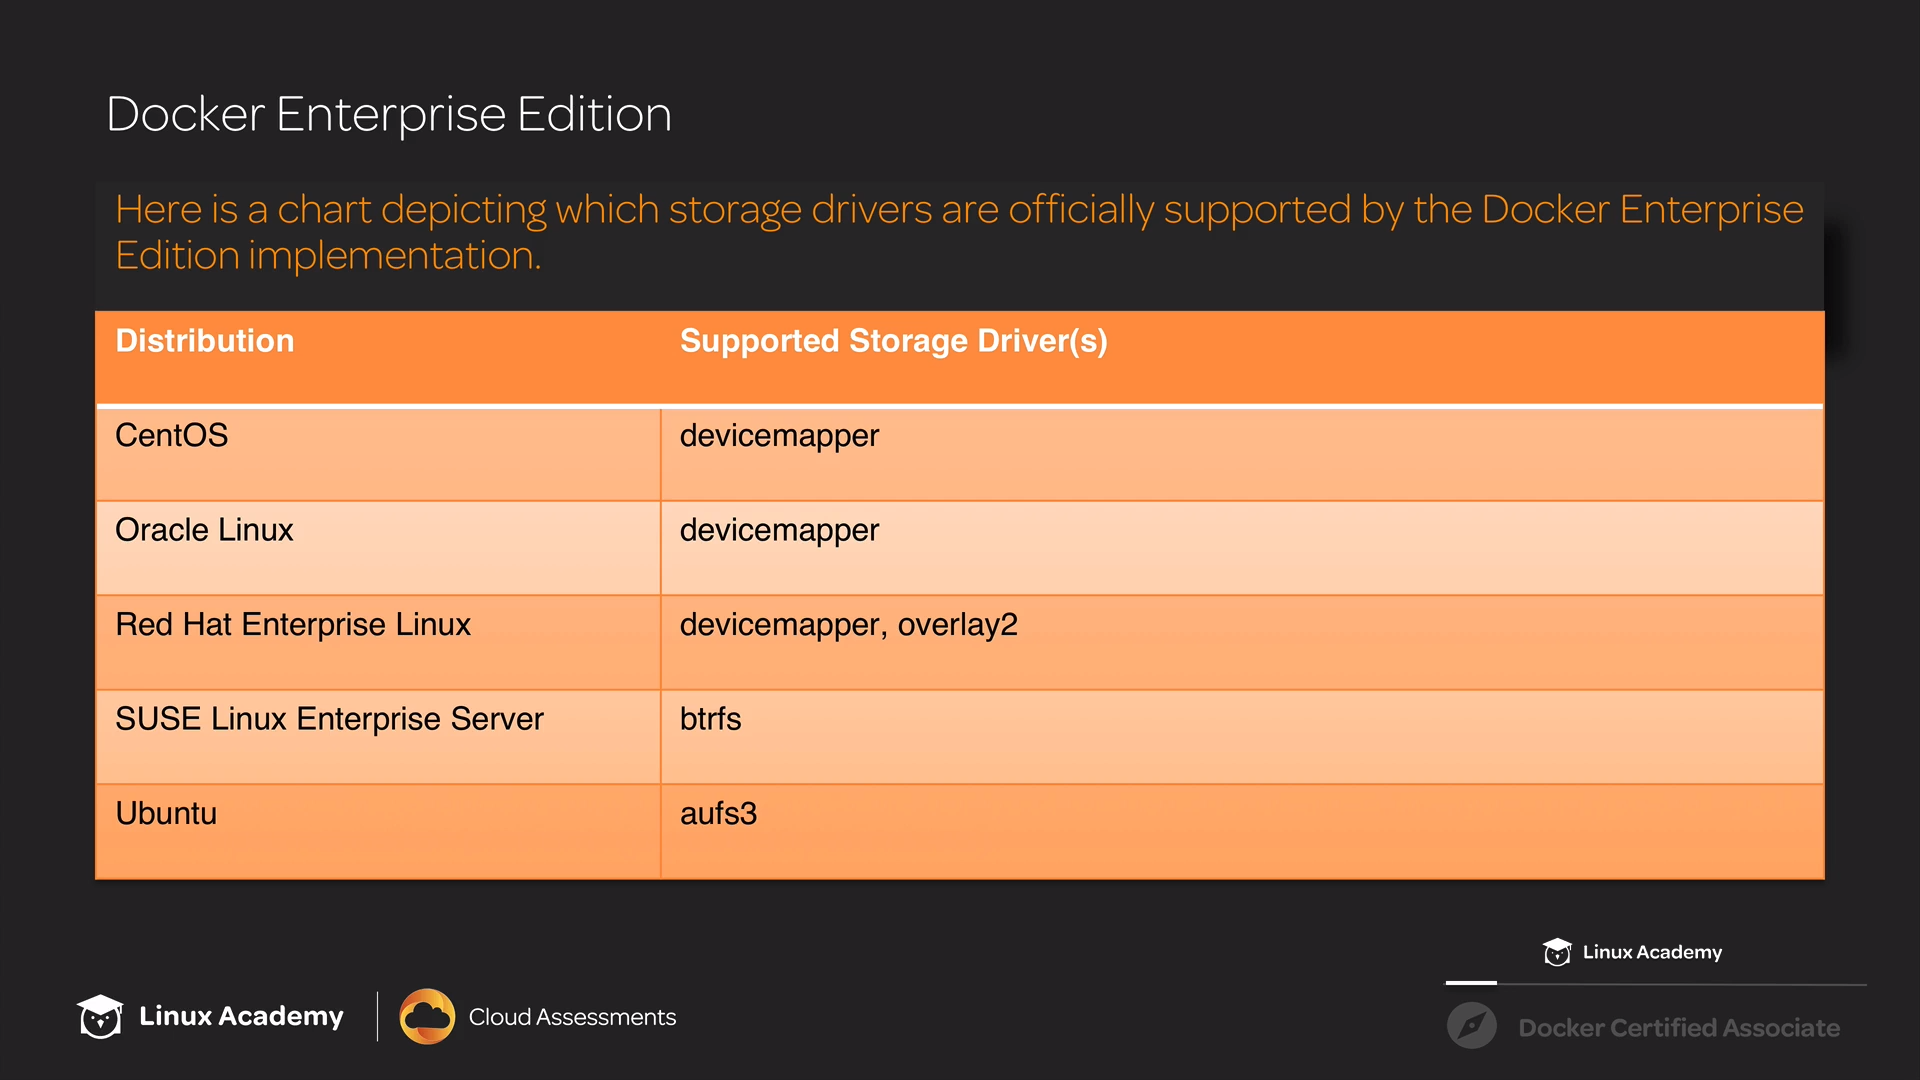 Docker Enterprise Edition
Here is a chart depicting which storage drivers are officially supported by the Docker Enterprise
Edition implementation.
Distribution Supported Storage Driver(s)
CentOS devicemapper
Oracle Linux devicemapper
Red Hat Enterprise Linux devicemapper, overlay2
SUSE Linux Enterprise Server btrfs
Ubuntu aufs3
Linux Academy
Linux Academy Cloud Assessments
Docker Certified Associate